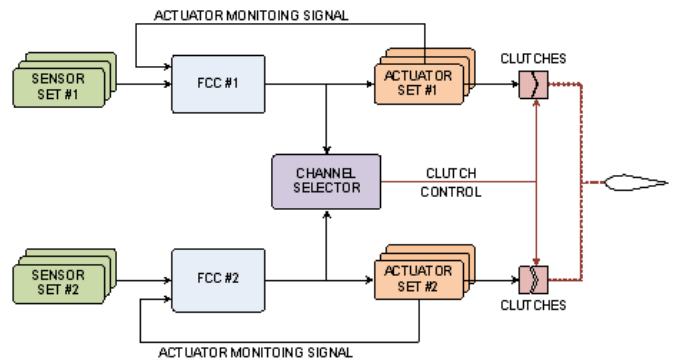 ACTUATOR MONITOING SIGNAL
CLUTCHES
SENSOR
SET #1
FCC #1
ACTUATOR
SET #1
CHANNEL
SELECTOR
CLUTCH
CONTROL
SENSOR
SET #2
FCC #2
ACTUATOR
SET #2
CLUTCHES
ACTUATOR MONITOING SIGNAL